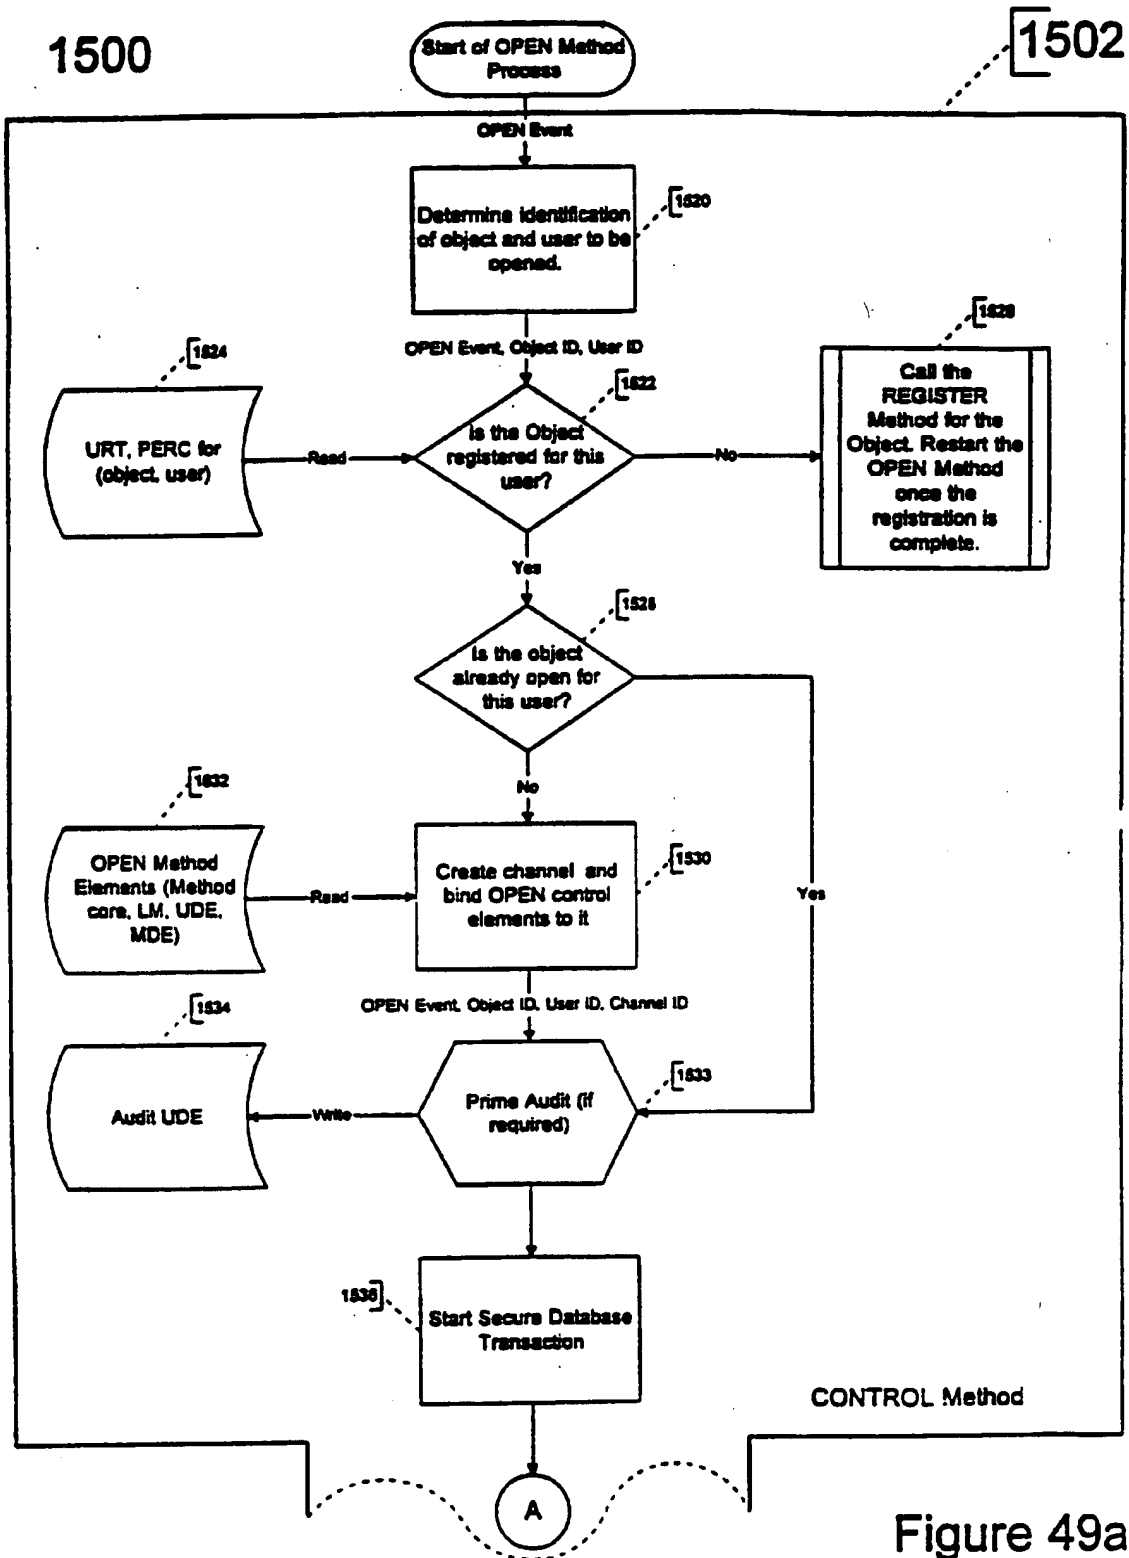 1500
1502
Start of OPEN Method
Process
OPEN Event
Determine identification
of object and user to be
opened.
1520
OPEN Event, Object ID, User ID
1524
URT, PERC for
(object, user)
Read
1522
Is the Object
registered for this
user?
No
1528
Call the
REGISTER
Method for the
Object. Restart the
OPEN Method
once the
registration is
complete.
Yes
1526
Is the object
already open for
this user?
Yes
No
1532
OPEN Method
Elements (Method
core, LM, UDE,
MDE)
Read
Create channel and
bind OPEN control
elements to it
1530
OPEN Event, Object ID, User ID, Channel ID
1534
Audit UDE
Write
Prime Audit (if
required)
1533
1536
Start Secure Database
Transaction
CONTROL Method
A
Figure 49a